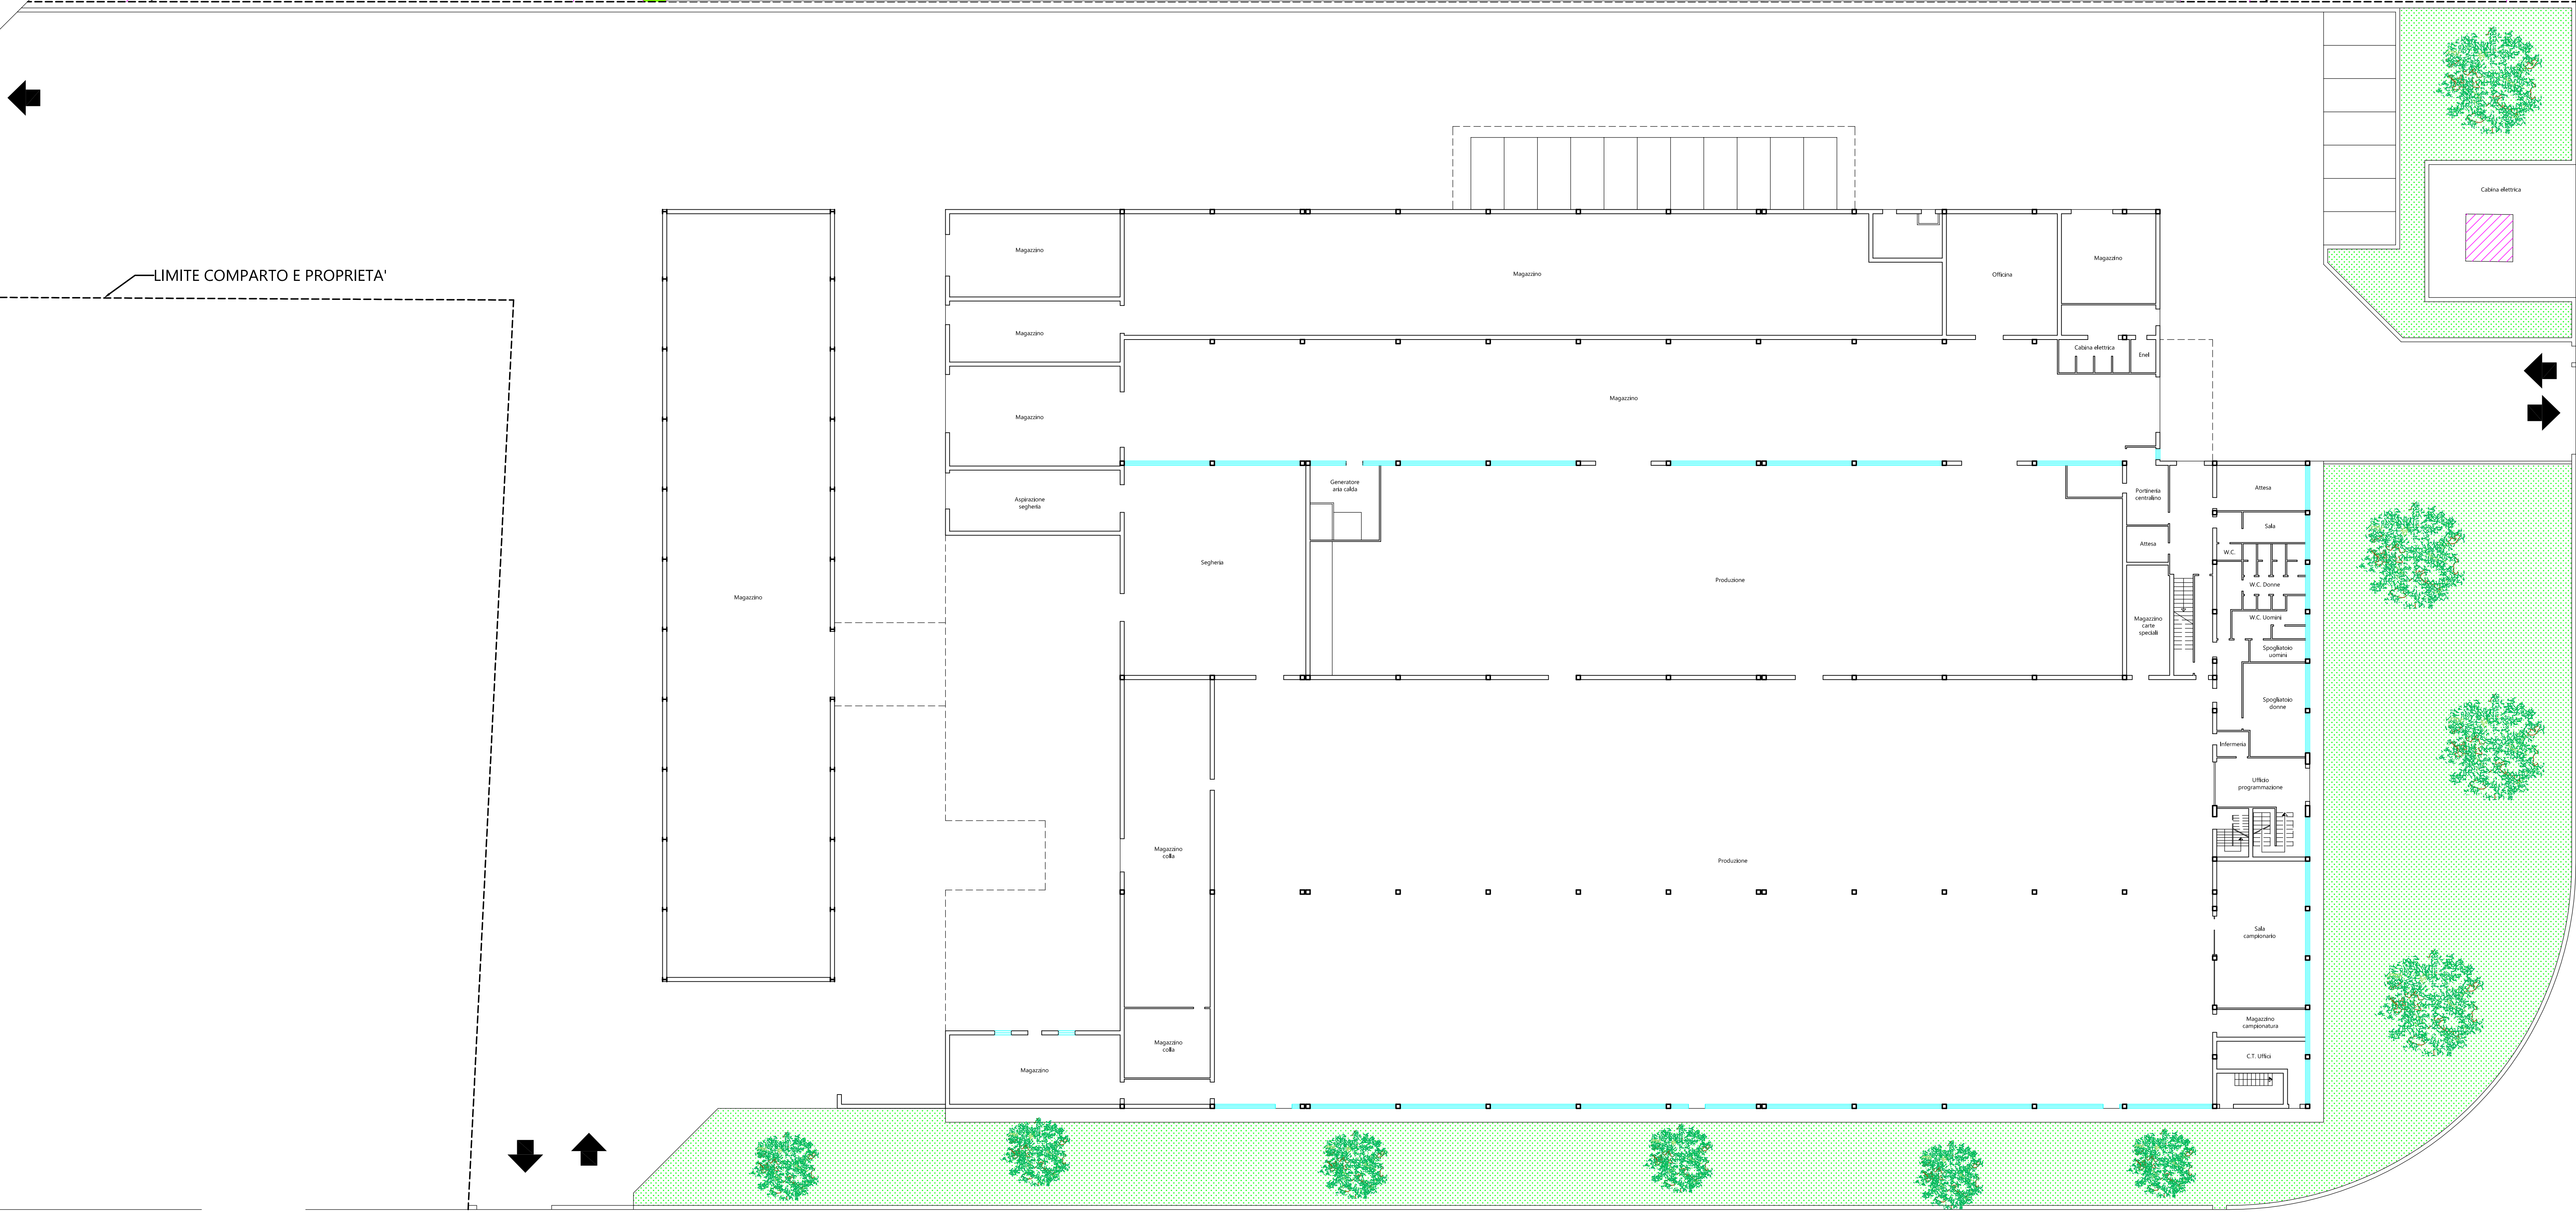 Cabina elettrica
Magazzino
Magazzino
LIMITE COMPARTO E PROPRIETA'
Magazzino
Officina
Magazzino
Cabina elettrica
Enel
Magazzino
Magazzino
Magazzino
Generatore
aria calda
Portineria
centralino
Attesa
Aspirazione
segheria
Sala
Attesa
W.C.
Segheria
Produzione
W.C. Donne
Magazzino
Magazzino
carte
speciali
W.C. Uomini
Spogliatoio
uomini
Spogliatoio
donne
Infermeria
Ufficio
programmazione
Magazzino
colla
Produzione
Sala
campionario
Magazzino
campionatura
Magazzino
colla
C.T. Uffici
Magazzino